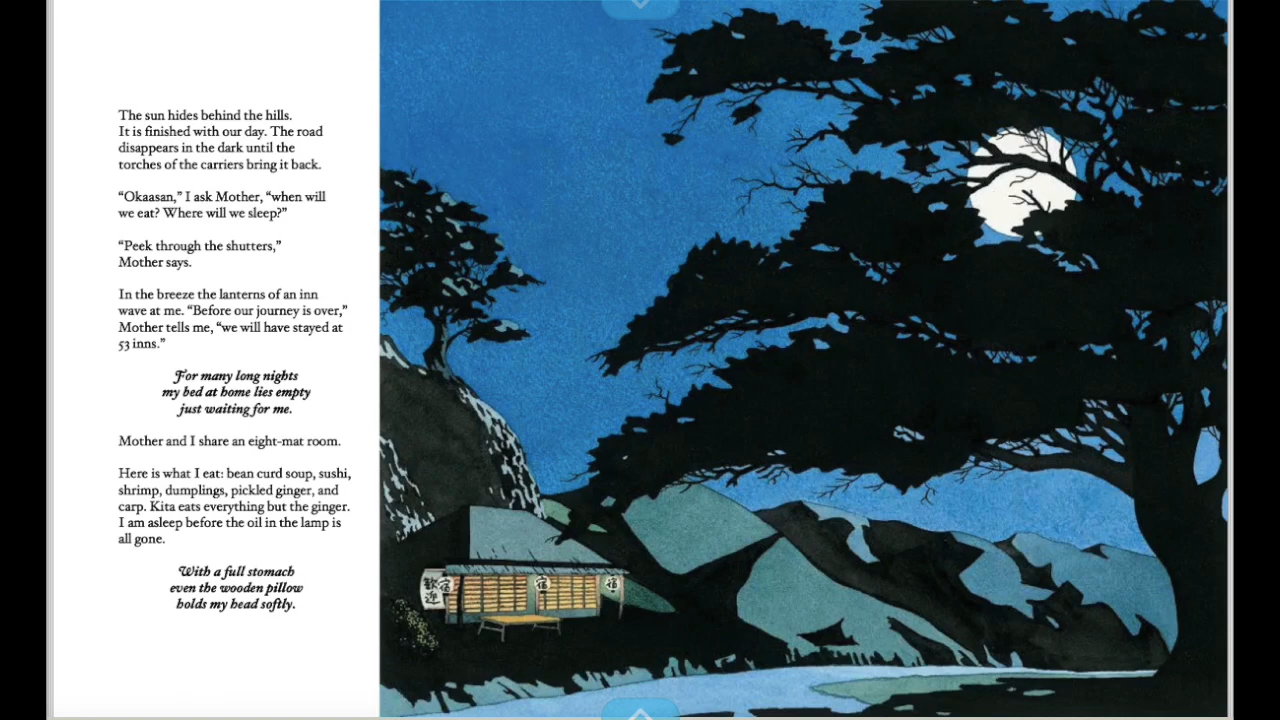 The sun hides behind the hills.
It is finished with our day. The road
disappears in the dark until the
torches of the carriers bring it back.
“Okaasan,” I ask Mother, “when will
we eat? Where will we sleep?”
“Peek through the shutters,”
Mother says.
In the breeze the lanterns of an inn
wave at me. “Before our journey is over,”
Mother tells me, “we will have stayed at
53 inns.”
For many long nights
my bed at home lies empty
just waiting for me.
Mother and I share an eight-mat room.
Here is what I eat: bean curd soup, sushi,
shrimp, dumplings, pickled ginger, and
carp. Kita eats everything but the ginger.
I am asleep before the oil in the lamp is
all gone.
With a full stomach
even the wooden pillow
holds my head softly.
歓迎
宿
宿
宿